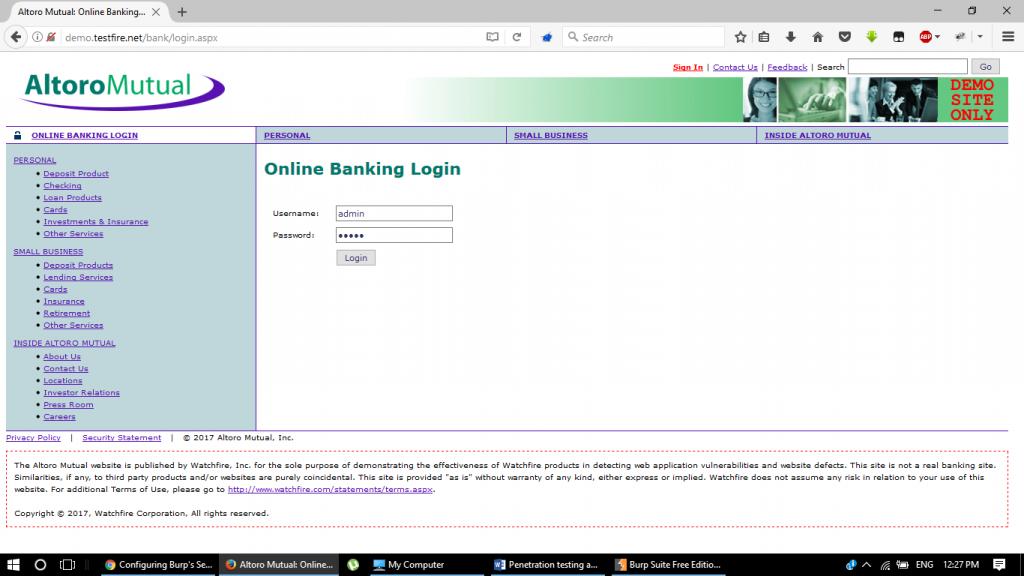 Altoro Mutual: Online Banking...
demo.testfire.net/bank/login.aspx
Search
ABP
Sign In | Contact Us | Feedback | Search
Go
AltoroMutual
DEMO
SITE
ONLY
ONLINE BANKING LOGIN
PERSONAL
SMALL BUSINESS
INSIDE ALTORO MUTUAL
PERSONAL
Deposit Product
Checking
Loan Products
Cards
Investments & Insurance
Other Services
SMALL BUSINESS
Deposit Products
Lending Services
Cards
Insurance
Retirement
Other Services
INSIDE ALTORO MUTUAL
About Us
Contact Us
Locations
Investor Relations
Press Room
Careers
Online Banking Login
Username: admin
Password: •••••
Login
Privacy Policy | Security Statement | © 2017 Altoro Mutual, Inc.
The Altoro Mutual website is published by Watchfire, Inc. for the sole purpose of demonstrating the effectiveness of Watchfire products in detecting web application vulnerabilities and website defects. This site is not a real banking site.
Similarities, if any, to third party products and/or websites are purely coincidental. This site is provided "as is" without warranty of any kind, either express or implied. Watchfire does not assume any risk in relation to your use of this
website. For additional Terms of Use, please go to http://www.watchfire.com/statements/terms.aspx.
Copyright © 2017, Watchfire Corporation, All rights reserved.
Configuring Burp's Se...
Altoro Mutual: Online...
My Computer
Penetration testing a...
Burp Suite Free Editio...
ENG
12:27 PM